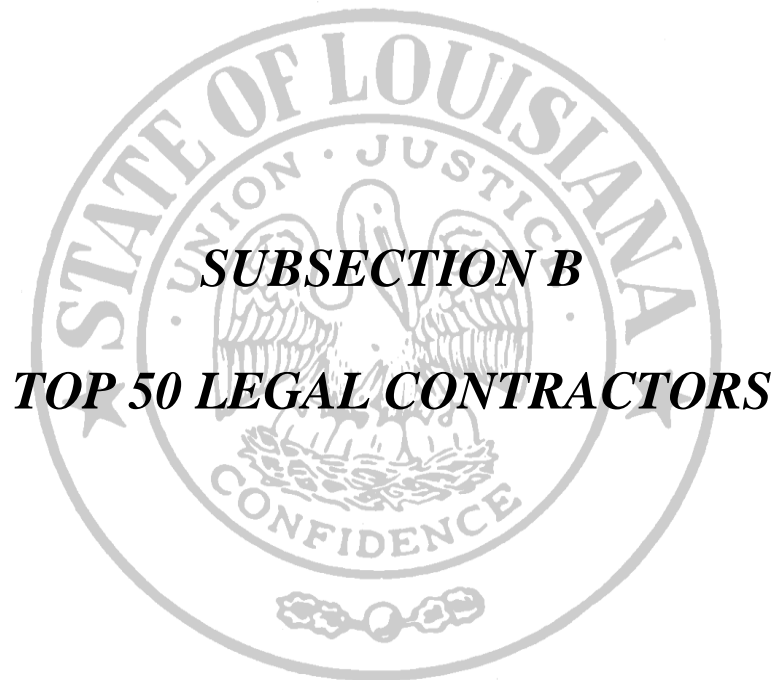 STATE OF LOUISIANA
UNION · JUSTICE
SUBSECTION B
TOP 50 LEGAL CONTRACTORS
CONFIDENCE